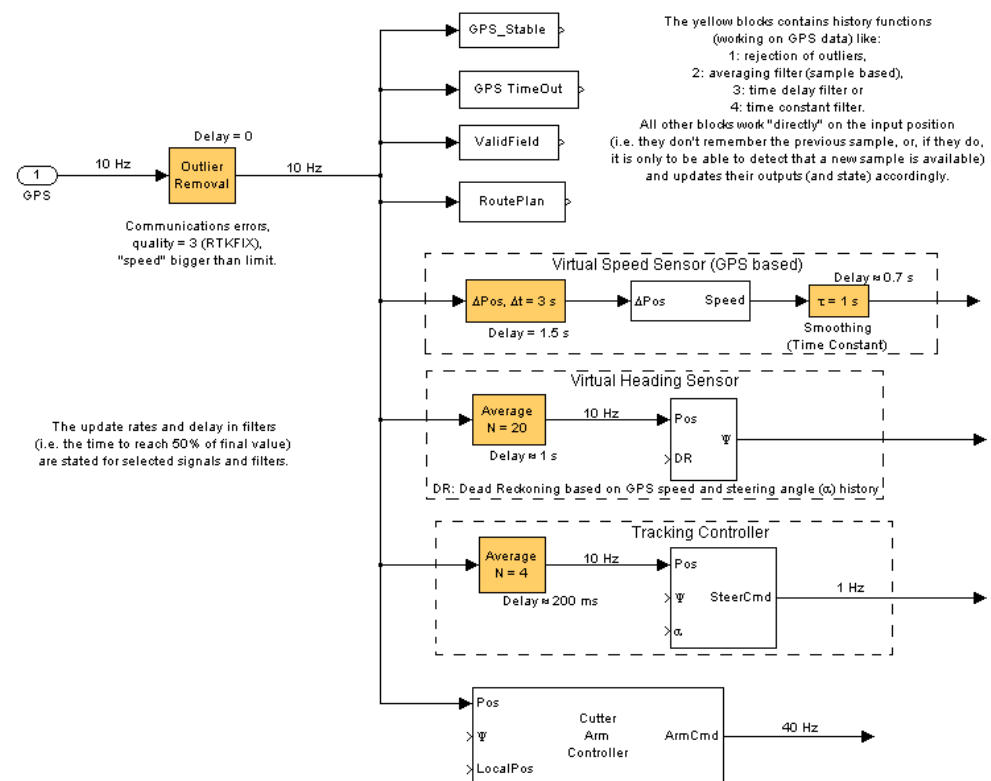 GPS_Stable
GPS TimeOut
ValidField
RoutePlan
The yellow blocks contains history functions
(working on GPS data) like:
1: rejection of outliers,
2: averaging filter (sample based),
3: time delay filter or
4: time constant filter.
All other blocks work "directly" on the input position
(i.e. they don't remember the previous sample, or, if they do,
it is only to be able to detect that a new sample is available)
and updates their outputs (and state) accordingly.
1
GPS
10 Hz
Delay = 0
Outlier
Removal
10 Hz
Communications errors,
quality = 3 (RTKFIX),
"speed" bigger than limit.
Virtual Speed Sensor (GPS based)
ΔPos, Δt = 3 s
Delay = 1.5 s
ΔPos
Speed
Delay ≈ 0.7 s
τ = 1 s
Smoothing
(Time Constant)
Virtual Heading Sensor
Average
N = 20
Delay ≈ 1 s
10 Hz
Pos
DR
Ψ
DR: Dead Reckoning based on GPS speed and steering angle (α) history
The update rates and delay in filters
(i.e. the time to reach 50% of final value)
are stated for selected signals and filters.
Tracking Controller
Average
N = 4
Delay ≈ 200 ms
10 Hz
Pos
Ψ
α
SteerCmd
1 Hz
Pos
Ψ
LocalPos
Cutter
Arm
Controller
ArmCmd
40 Hz